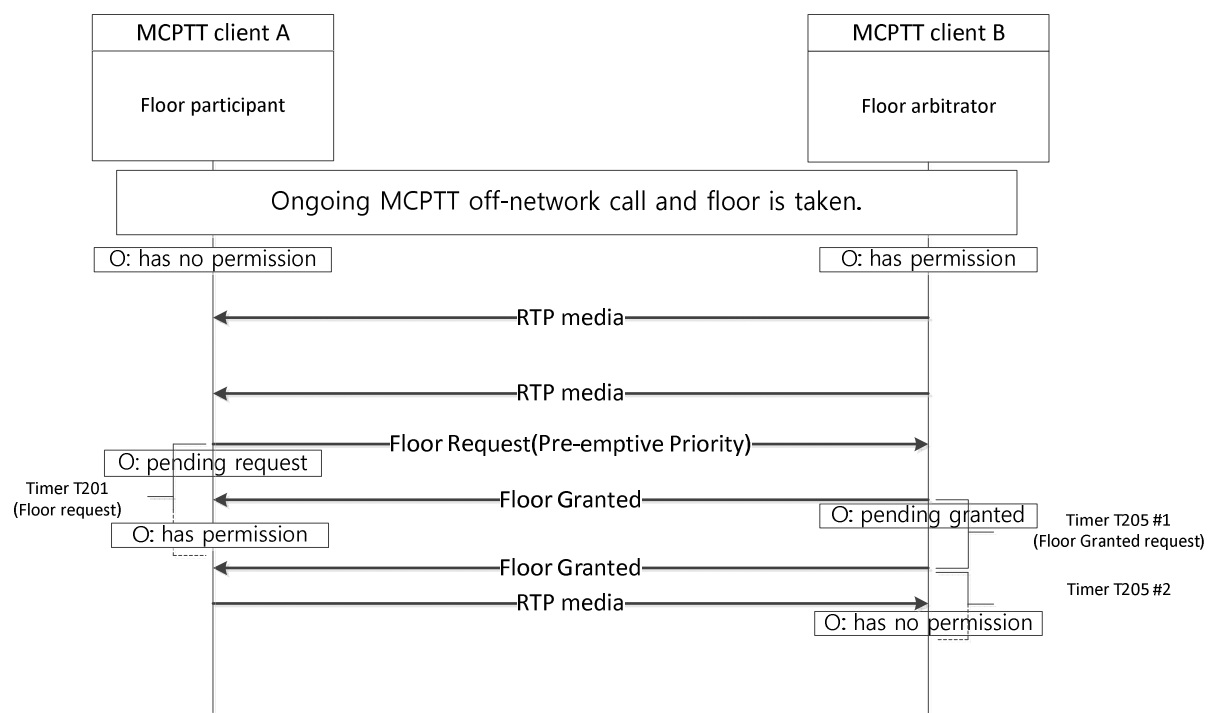 MCPTT client A
MCPTT client B
Floor participant
Floor arbitrator
Ongoing MCPTT off-network call and floor is taken.
O: has no permission
O: has permission
RTP media
RTP media
Floor Request(Pre-emptive Priority)
O: pending request
Timer T201
(Floor request)
Floor Granted
O: pending granted
O: has permission
Timer T205 #1
(Floor Granted request)
Floor Granted
Timer T205 #2
RTP media
O: has no permission